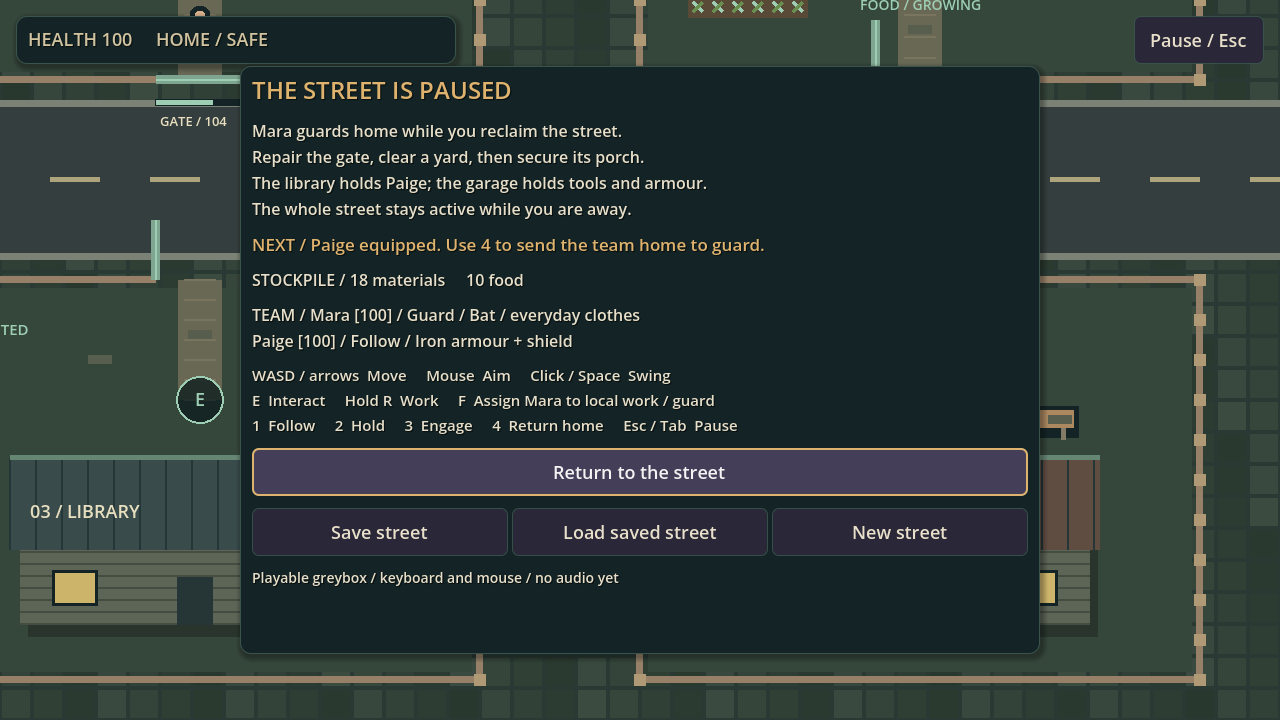 FOOD / GROWING
HEALTH 100 HOME / SAFE
Pause / Esc
GATE / 104
THE STREET IS PAUSED
Mara guards home while you reclaim the street.
Repair the gate, clear a yard, then secure its porch.
The library holds Paige; the garage holds tools and armour.
The whole street stays active while you are away.
NEXT / Paige equipped. Use 4 to send the team home to guard.
STOCKPILE / 18 materials 10 food
TEAM / Mara [100] / Guard / Bat / everyday clothes
Paige [100] / Follow / Iron armour + shield
WASD / arrows Move Mouse Aim Click / Space Swing
E Interact Hold R Work F Assign Mara to local work / guard
1 Follow 2 Hold 3 Engage 4 Return home Esc / Tab Pause
Return to the street
Save street
Load saved street
New street
Playable greybox / keyboard and mouse / no audio yet
TED
E
03 / LIBRARY